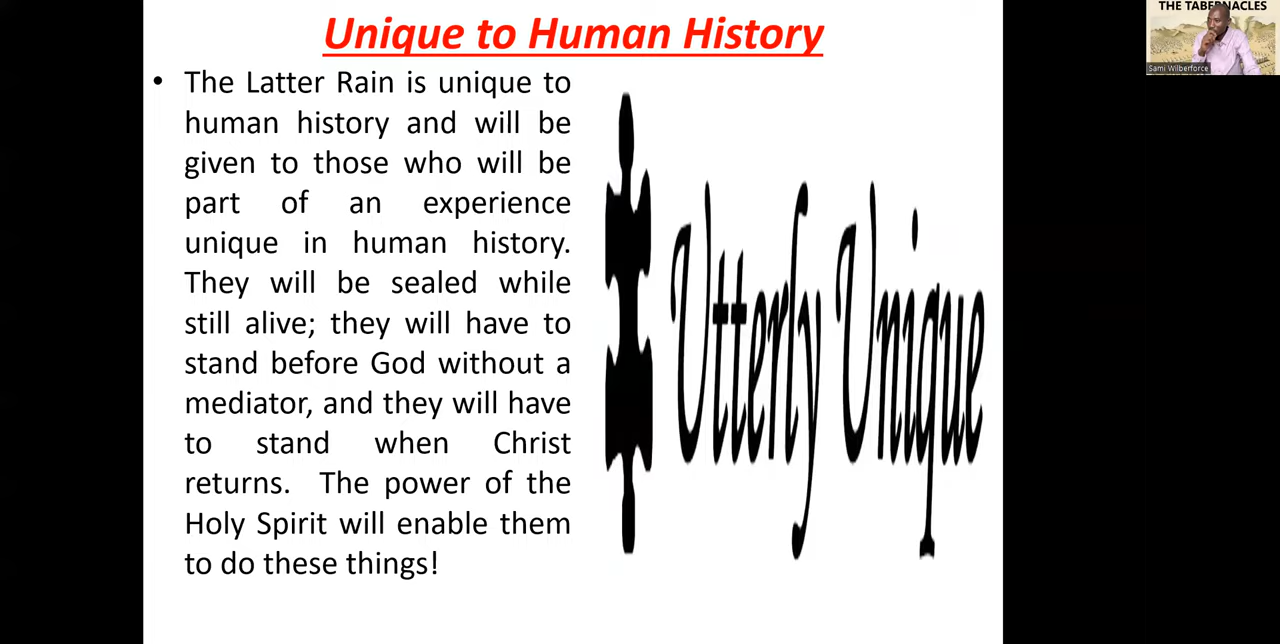 Unique to Human History
• The Latter Rain is unique to
human history and will be
given to those who will be
part of an experience
unique in human history.
They will be sealed while
still alive; they will have to
stand before God without a
mediator, and they will have
to stand when Christ
returns. The power of the
Holy Spirit will enable them
to do these things!
Utterly Unique
THE TABERNACLES
Sami Wilberforce